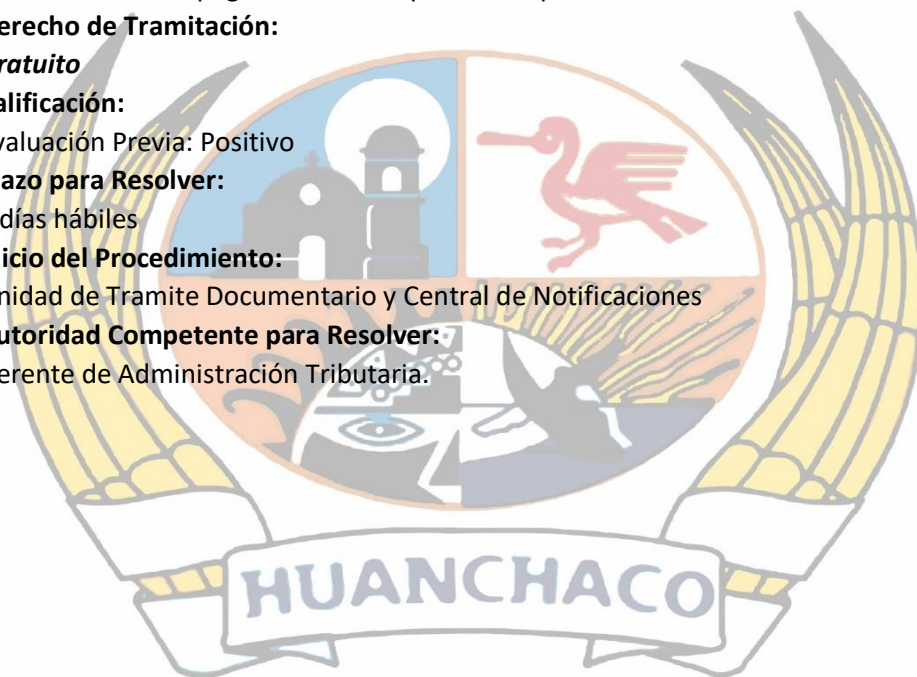 erecho de Tramitación:
ratuito
alificación:
valuación Previa: Positivo
azo para Resolver:
días hábiles
icio del Procedimiento:
nidad de Tramite Documentario y Central de Notificaciones
utoridad Competente para Resolver:
erente de Administración Tributaria.
HUANCHACO